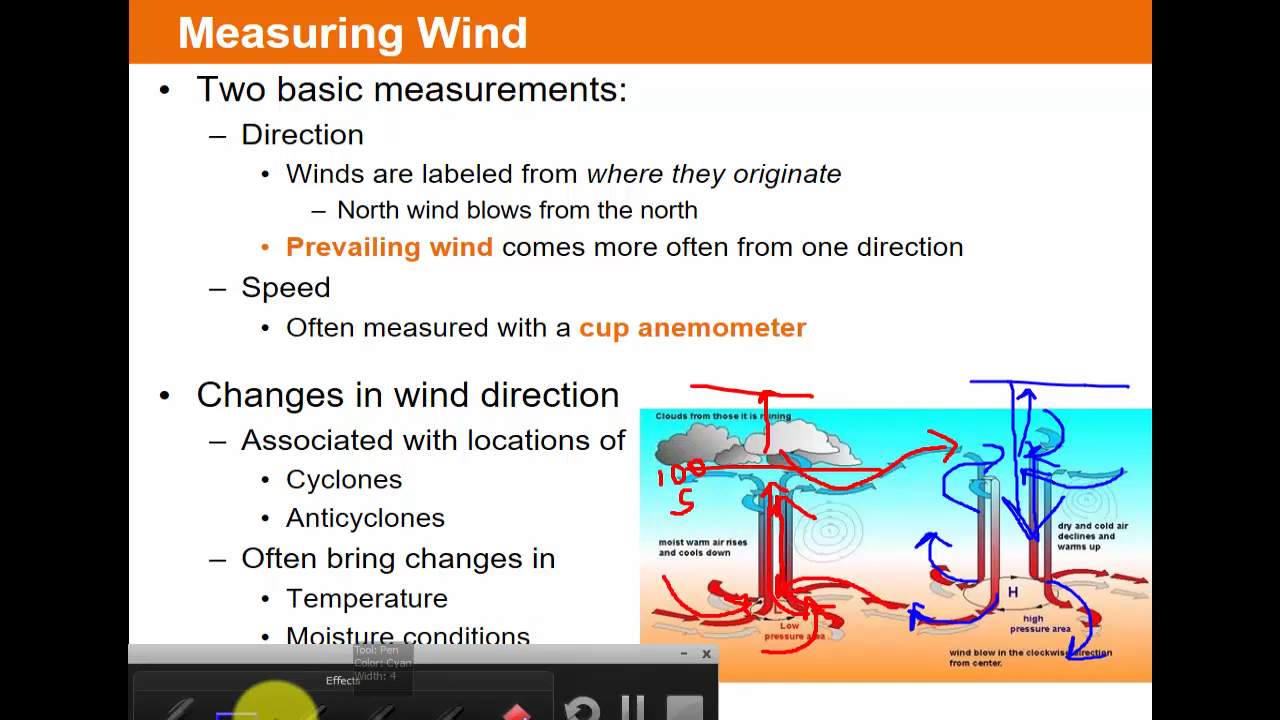 Measuring Wind
• Two basic measurements:
– Direction
• Winds are labeled from where they originate
– North wind blows from the north
• Prevailing wind comes more often from one direction
– Speed
• Often measured with a cup anemometer
• Changes in wind direction
– Associated with locations of
• Cyclones
• Anticyclones
– Often bring changes in
• Temperature
• Moisture conditions
Clouds from those it is raining
100
5
moist warm air rises
and cools down
L
Low
pressure area
dry and cold air
declines and
warms up
H
high
pressure area
wind blow in the clockwise direction
from center.
Tool: Pen
Color: Cyan
Width: 4
Effects